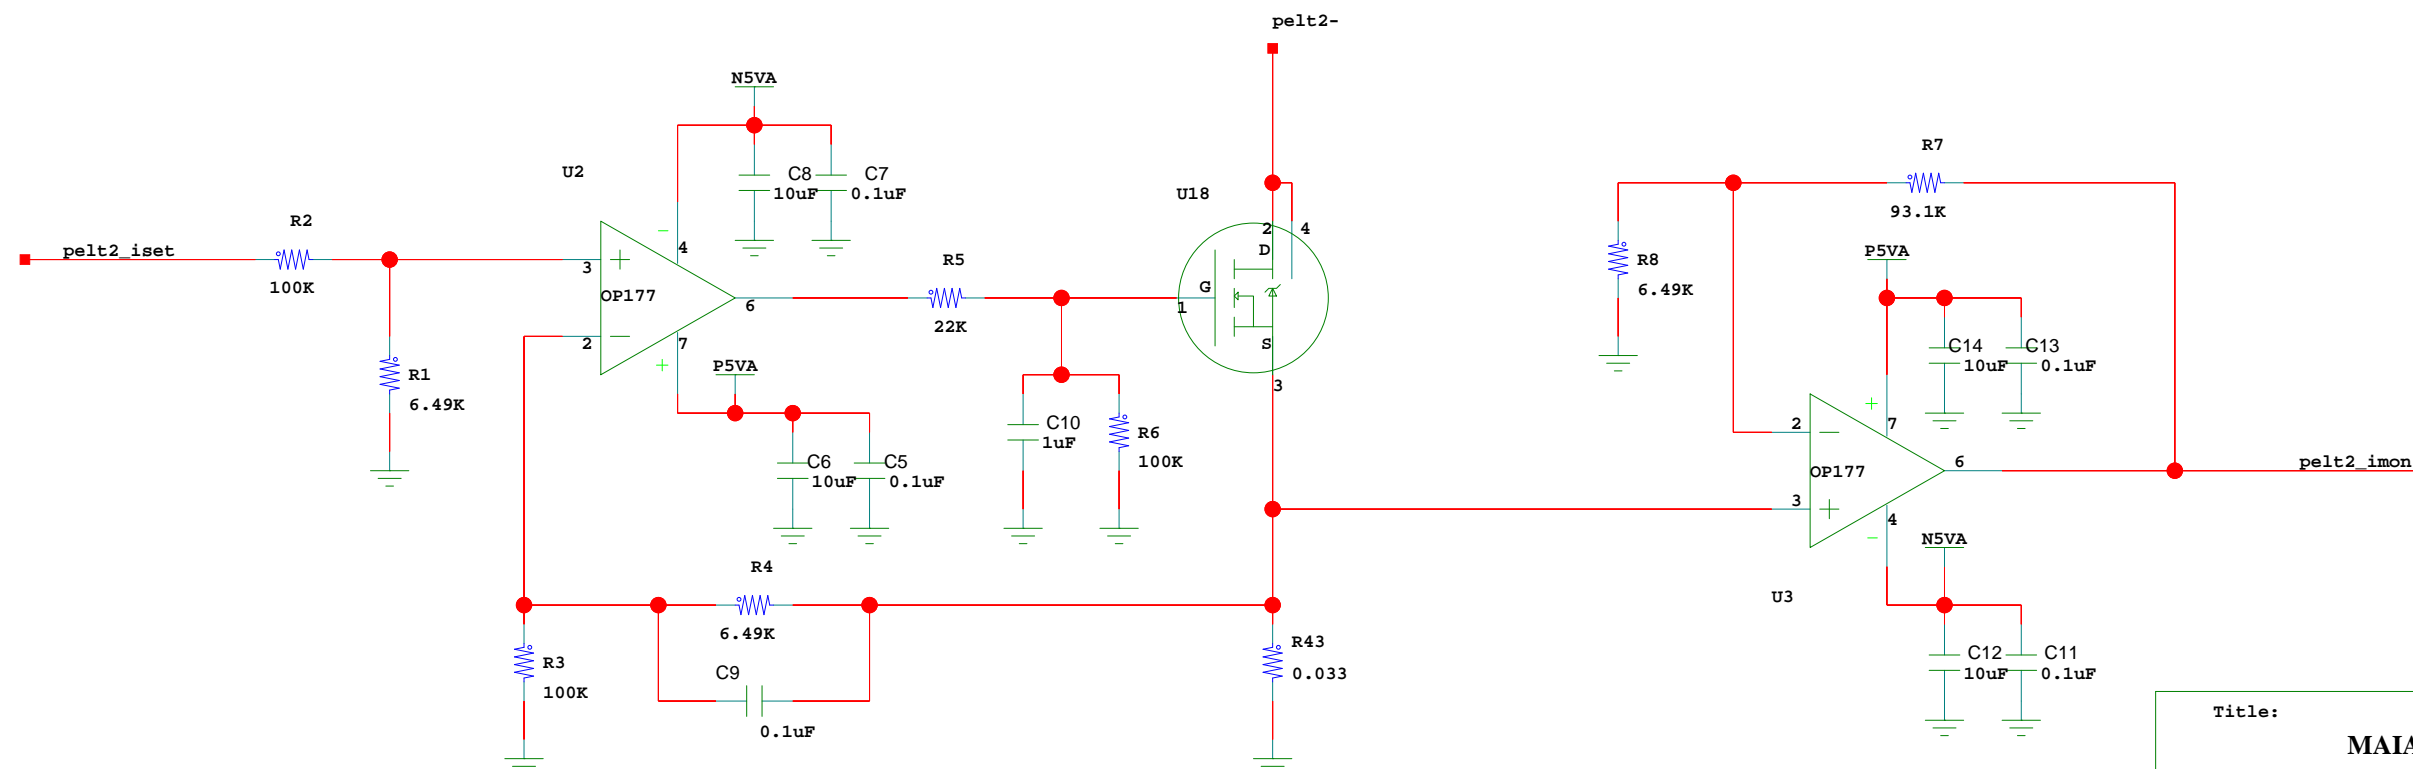 pelt2-
N5VA
U2
C8
10uF
C7
0.1uF
R7
93.1K
U18
R2
100K
pelt2_iset
3
4
OP177
2
7
6
R5
22K
2
4
D
G
1
S
3
R8
6.49K
P5VA
C14
10uF
C13
0.1uF
R1
6.49K
P5VA
C6
10uF
C5
0.1uF
C10
1uF
R6
100K
2
7
OP177
6
3
4
pelt2_imon
N5VA
U3
C12
10uF
C11
0.1uF
R4
6.49K
R3
100K
C9
0.1uF
R43
0.033
Title:
MAIA